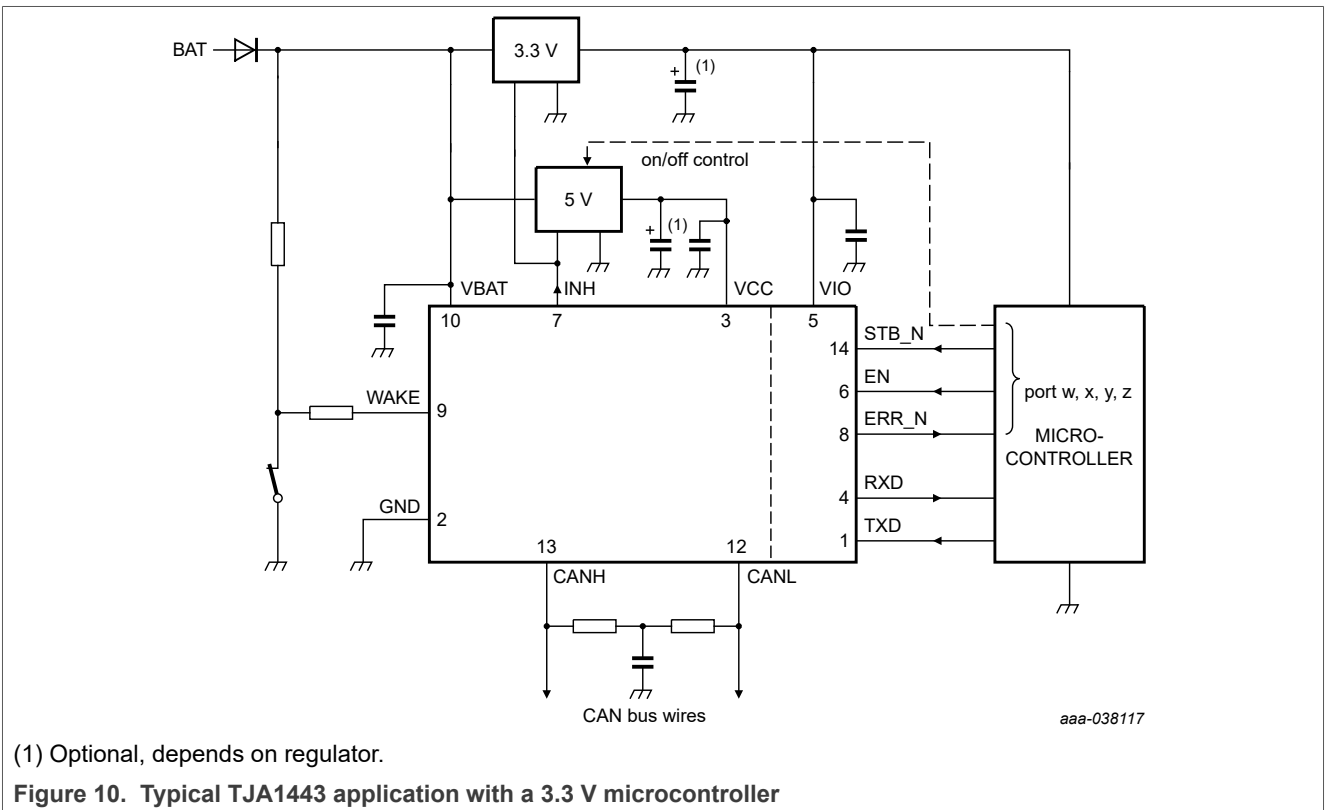 BAT
3.3 V
+ (1)
on/off control
5 V
+ (1)
VBAT
INH
VCC
VIO
10
7
3
5
STB_N
14
EN
6
port w, x, y, z
WAKE
9
ERR_N
8
MICRO-
CONTROLLER
RXD
4
GND
2
TXD
1
13
12
CANH
CANL
CAN bus wires
aaa-038117
(1) Optional, depends on regulator.
Figure 10. Typical TJA1443 application with a 3.3 V microcontroller